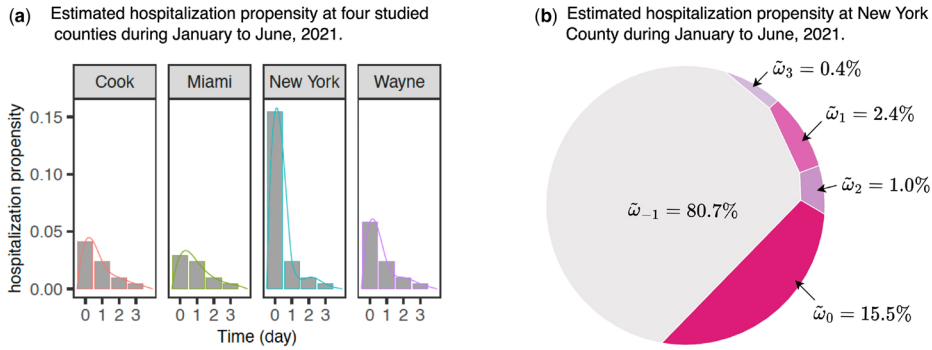 (a) Estimated hospitalization propensity at four studied
counties during January to June, 2021.
Cook Miami New York Wayne
hospitalization propensity
0.15
0.10
0.05
0.00
0 1 2 3 0 1 2 3 0 1 2 3 0 1 2 3
Time (day)
(b) Estimated hospitalization propensity at New York
County during January to June, 2021.
ω̃₃ = 0.4%
ω̃₁ = 2.4%
ω̃₂ = 1.0%
ω̃₋₁ = 80.7%
ω̃₀ = 15.5%